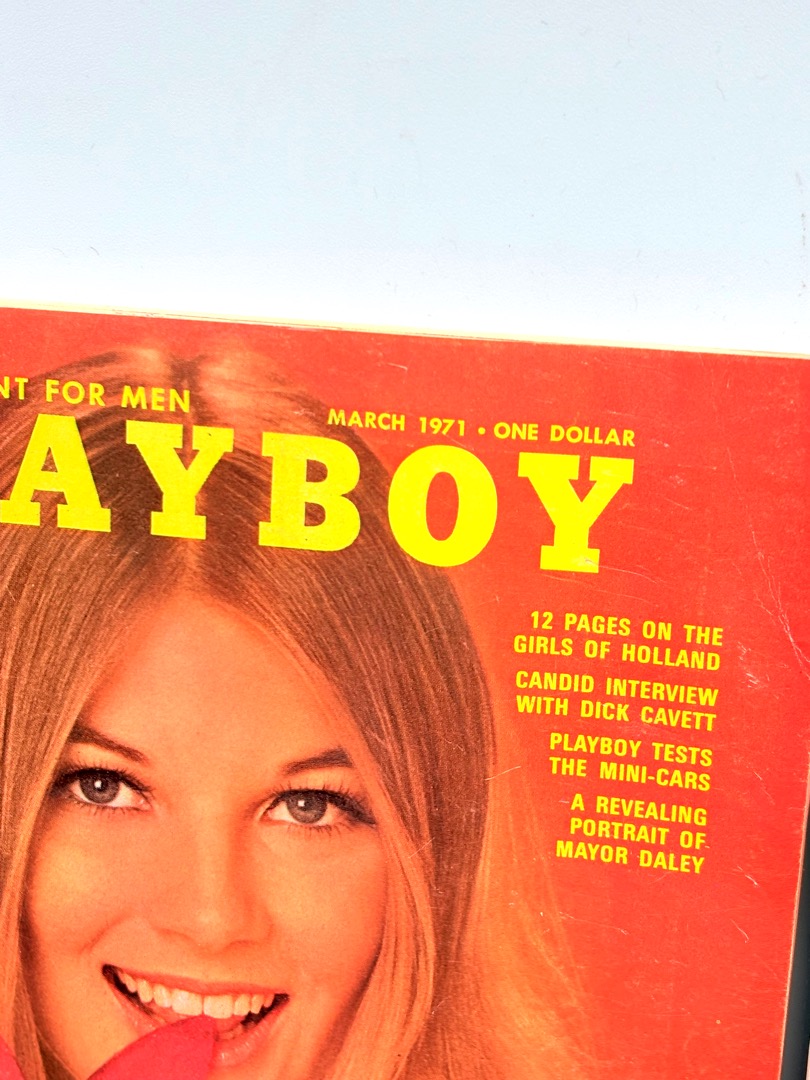 NT FOR MEN
MARCH 1971 • ONE DOLLAR
AYBOY
12 PAGES ON THE
GIRLS OF HOLLAND
CANDID INTERVIEW
WITH DICK CAVETT
PLAYBOY TESTS
THE MINI-CARS
A REVEALING
PORTRAIT OF
MAYOR DALEY